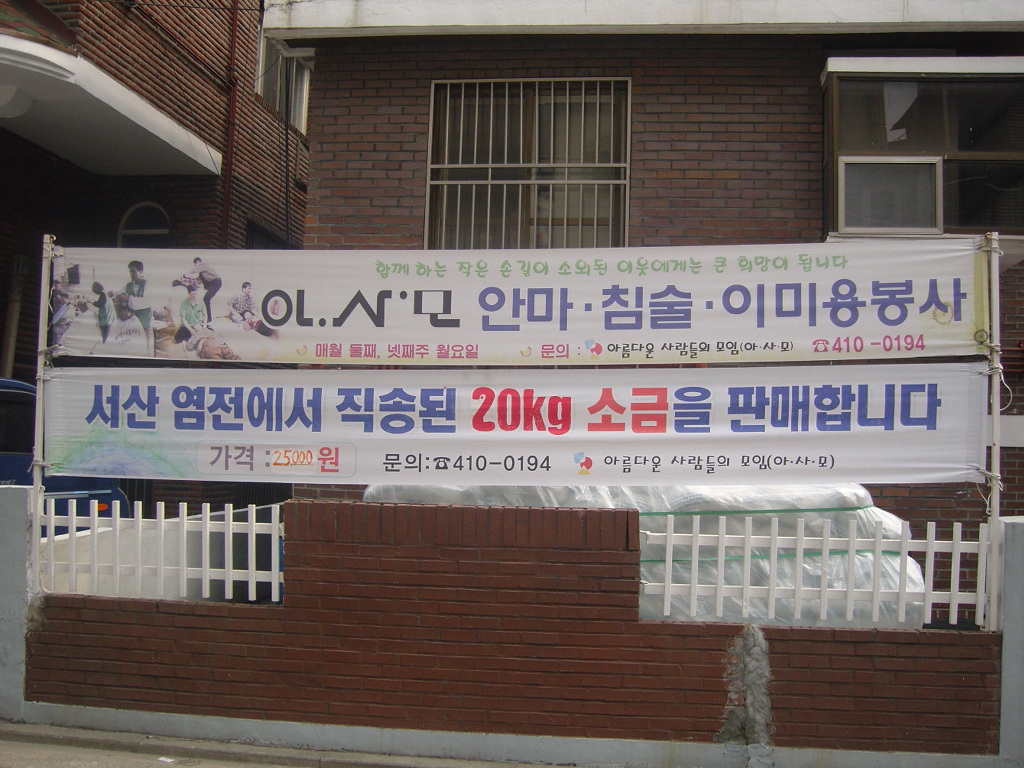 함께 하는 작은 손길이 소외된 이웃에게는 큰 희망이 됩니다
아.사.모 안마·침술·이미용봉사
매월 둘째, 넷째주 월요일 문의 : 아름다운 사람들의 모임(아·사·모) ☎410-0194
서산 염전에서 직송된 20kg 소금을 판매합니다
가격 : 25.000 원 문의:☎410-0194 아름다운 사람들의 모임(아·사·모)